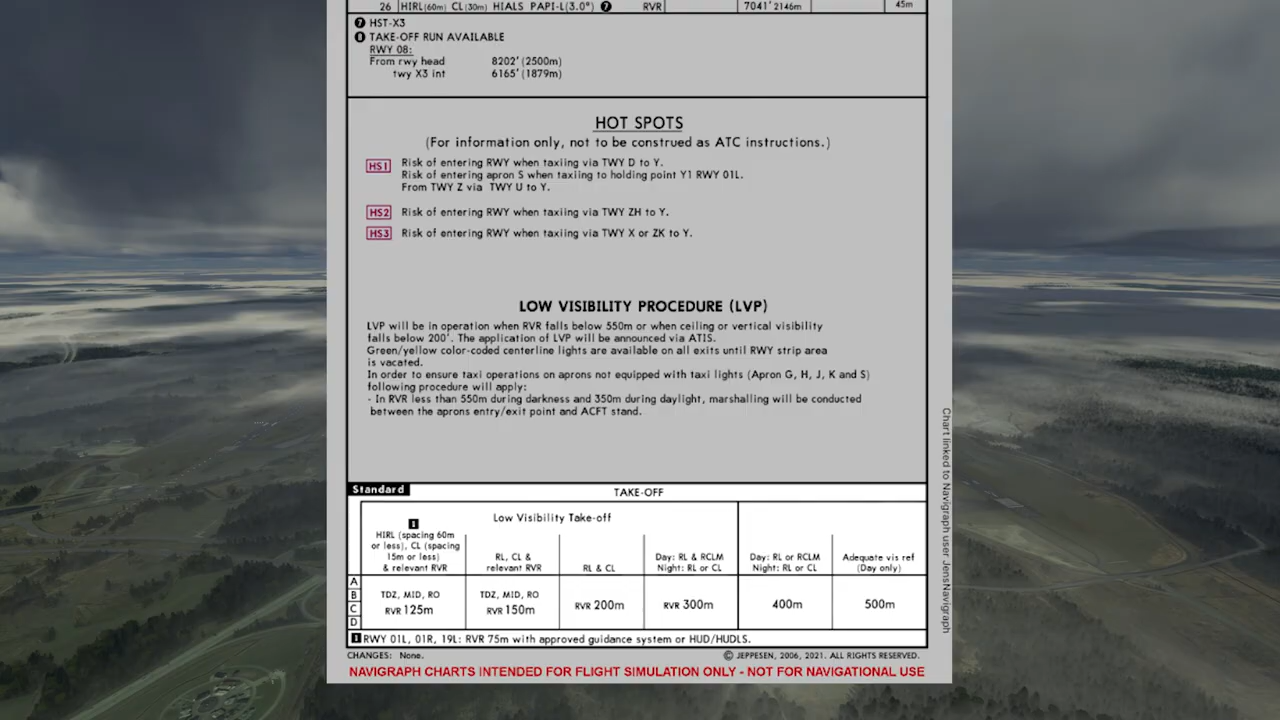 26 HIRL(60m) CL(30m) HIALS PAPI-L(3.0°) 7 RVR 7041' 2146m 45m
7 HST-X3
8 TAKE-OFF RUN AVAILABLE
RWY 08:
From rwy head 8202' (2500m)
twy X3 int 6165' (1879m)
HOT SPOTS
(For information only, not to be construed as ATC instructions.)
HS1 Risk of entering RWY when taxiing via TWY D to Y.
Risk of entering apron S when taxiing to holding point Y1 RWY 01L.
From TWY Z via TWY U to Y.
HS2 Risk of entering RWY when taxiing via TWY ZH to Y.
HS3 Risk of entering RWY when taxiing via TWY X or ZK to Y.
LOW VISIBILITY PROCEDURE (LVP)
LVP will be in operation when RVR falls below 550m or when ceiling or vertical visibility
falls below 200'. The application of LVP will be announced via ATIS.
Green/yellow color-coded centerline lights are available on all exits until RWY strip area
is vacated.
In order to ensure taxi operations on aprons not equipped with taxi lights (Apron G, H, J, K and S)
following procedure will apply:
- In RVR less than 550m during darkness and 350m during daylight, marshalling will be conducted
between the aprons entry/exit point and ACFT stand.
Standard TAKE-OFF
Low Visibility Take-off
1
HIRL (spacing 60m
or less), CL (spacing
15m or less)
& relevant RVR
RL, CL &
relevant RVR
RL & CL
Day: RL & RCLM
Night: RL or CL
Day: RL or RCLM
Night: RL or CL
Adequate vis ref
(Day only)
A
B
C
D
TDZ, MID, RO
RVR 125m
TDZ, MID, RO
RVR 150m
RVR 200m
RVR 300m
400m
500m
1 RWY 01L, 01R, 19L: RVR 75m with approved guidance system or HUD/HUDLS.
CHANGES: None. © JEPPESEN, 2006, 2021. ALL RIGHTS RESERVED.
NAVIGRAPH CHARTS INTENDED FOR FLIGHT SIMULATION ONLY - NOT FOR NAVIGATIONAL USE
Chart linked to Navigraph user JensNavigraph